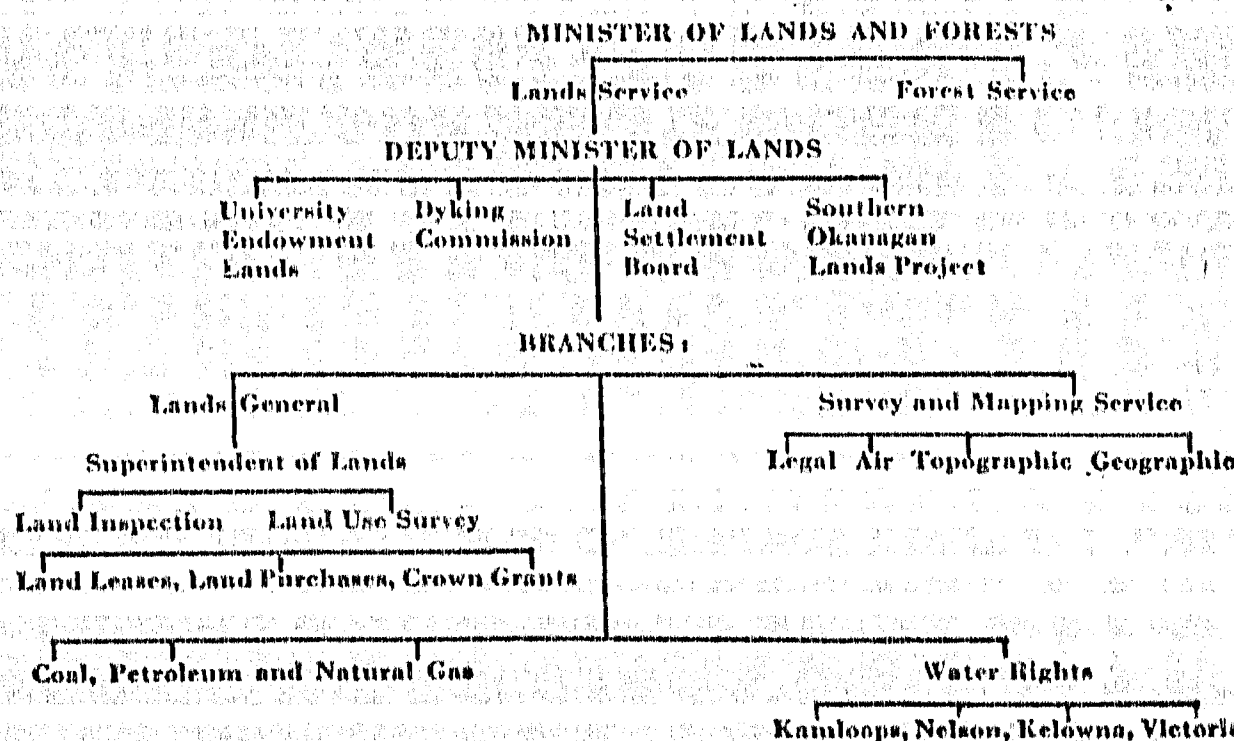 MINISTER OF LANDS AND FORESTS
Lands Service Forest Service
DEPUTY MINISTER OF LANDS
University Dyking Land Southern
Endowment Commission Settlement Okanagan
Lands Board Lands Project
BRANCHES:
Lands General Survey and Mapping Service
Superintendent of Lands Legal Air Topographic Geographic
Land Inspection Land Use Survey
Land Leases, Land Purchases, Crown Grants
Coal, Petroleum and Natural Gas Water Rights
Kamloops, Nelson, Kelowna, Victoria